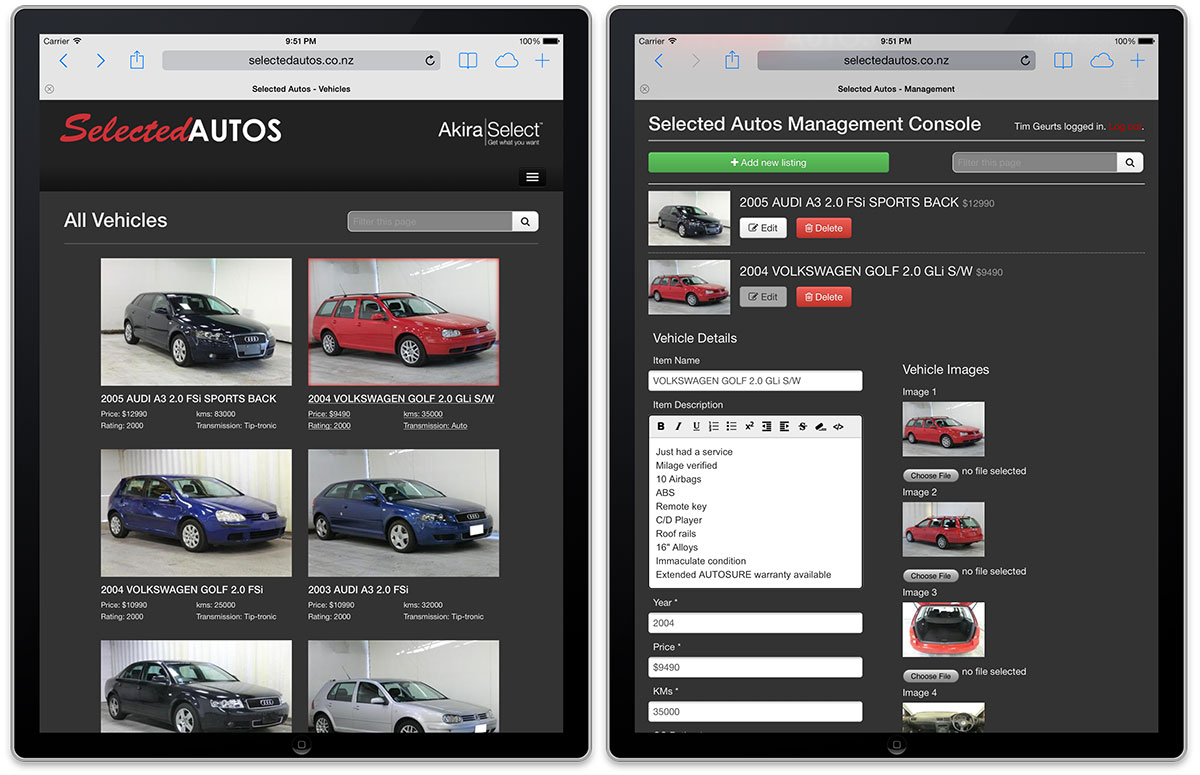 Carrier 9:51 PM 100%
selectedautos.co.nz
Selected Autos - Vehicles
SelectedAUTOS
Akira|Select™
Get what you want
All Vehicles
Filter this page
2005 AUDI A3 2.0 FSi SPORTS BACK
Price: $12990 kms: 83000
Rating: 2000 Transmission: Tip-tronic
2004 VOLKSWAGEN GOLF 2.0 GLi S/W
Price: $9490 kms: 35000
Rating: 2000 Transmission: Auto
2004 VOLKSWAGEN GOLF 2.0 FSi
Price: $10990 kms: 25000
Rating: 2000 Transmission: Tip-tronic
2003 AUDI A3 2.0 FSi
Price: $10990 kms: 32000
Rating: 2000 Transmission: Tip-tronic
Carrier 9:51 PM 100%
selectedautos.co.nz
Selected Autos - Management
Selected Autos Management Console
Tim Geurts logged in. Log out.
Add new listing
Filter this page
2005 AUDI A3 2.0 FSi SPORTS BACK $12990
Edit Delete
2004 VOLKSWAGEN GOLF 2.0 GLi S/W $9490
Edit Delete
Vehicle Details
Item Name
VOLKSWAGEN GOLF 2.0 GLi S/W
Item Description
B I U x² S </>
Just had a service
Milage verified
10 Airbags
ABS
Remote key
C/D Player
Roof rails
16" Alloys
Immaculate condition
Extended AUTOSURE warranty available
Year *
2004
Price *
$9490
KMs *
35000
Vehicle Images
Image 1
Choose File no file selected
Image 2
Choose File no file selected
Image 3
Choose File no file selected
Image 4